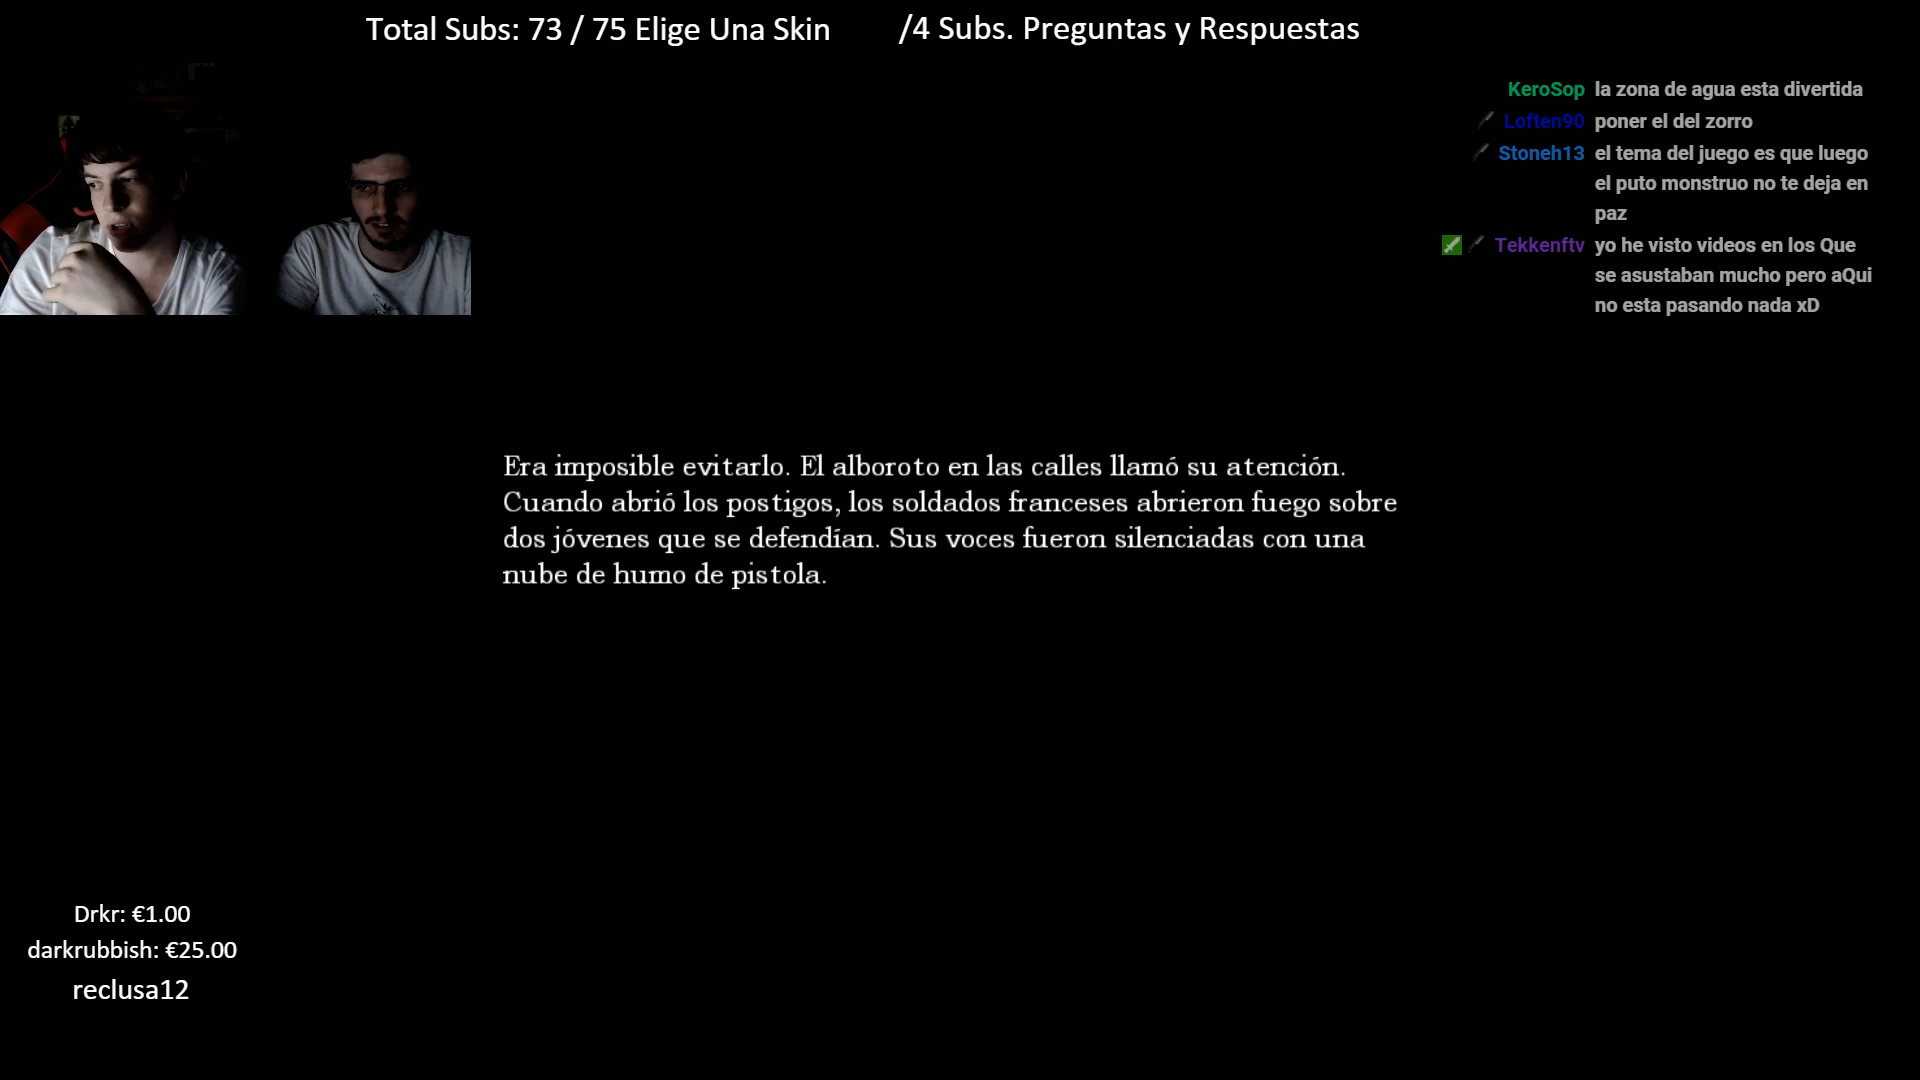 Total Subs: 73 / 75 Elige Una Skin
/4 Subs. Preguntas y Respuestas
KeroSop la zona de agua esta divertida
Loften90 poner el del zorro
Stoneh13 el tema del juego es que luego
el puto monstruo no te deja en
paz
Tekkenftv yo he visto videos en los Que
se asustaban mucho pero aQui
no esta pasando nada xD
Era imposible evitarlo. El alboroto en las calles llamó su atención.
Cuando abrió los postigos, los soldados franceses abrieron fuego sobre
dos jóvenes que se defendían. Sus voces fueron silenciadas con una
nube de humo de pistola.
Drkr: €1.00
darkrubbish: €25.00
reclusa12